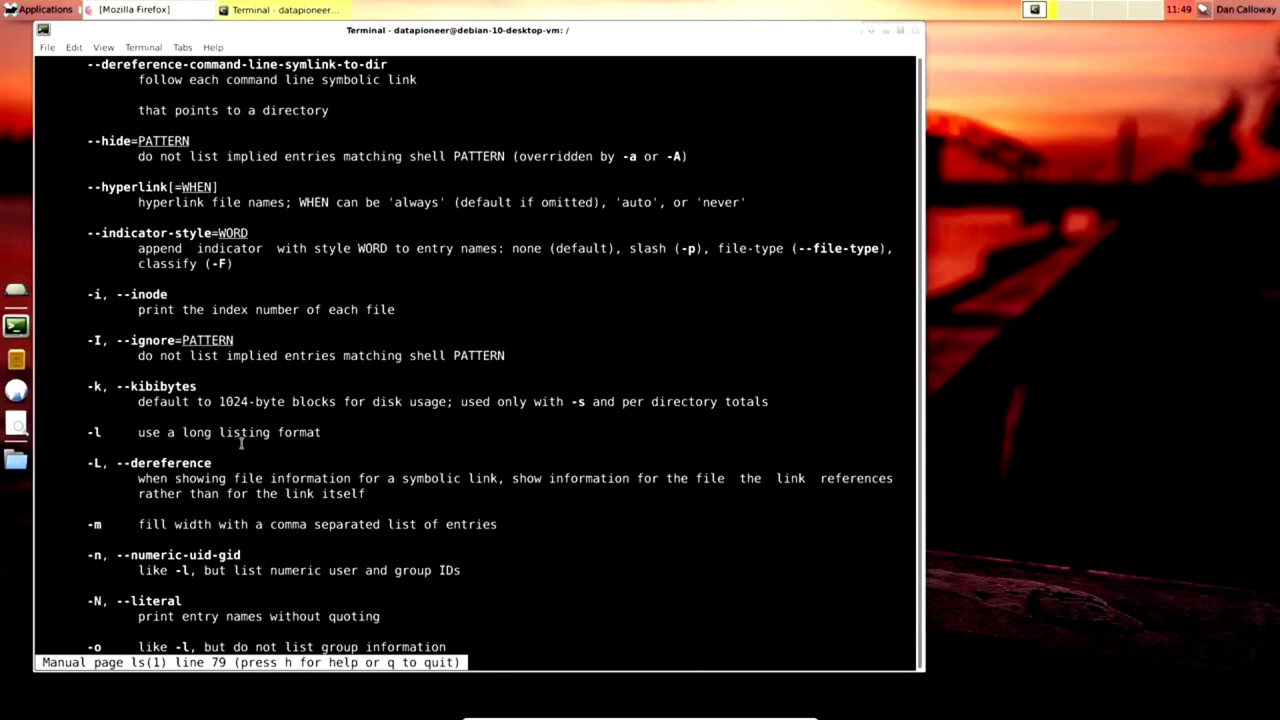 Applications
[Mozilla Firefox]
Terminal - datapioneer...
11:49
Dan Calloway
Terminal - datapioneer@debian-10-desktop-vm: /
File Edit View Terminal Tabs Help
--dereference-command-line-symlink-to-dir
follow each command line symbolic link
that points to a directory
--hide=PATTERN
do not list implied entries matching shell PATTERN (overridden by -a or -A)
--hyperlink[=WHEN]
hyperlink file names; WHEN can be 'always' (default if omitted), 'auto', or 'never'
--indicator-style=WORD
append  indicator  with style WORD to entry names: none (default), slash (-p), file-type (--file-type),
classify (-F)
-i, --inode
print the index number of each file
-I, --ignore=PATTERN
do not list implied entries matching shell PATTERN
-k, --kibibytes
default to 1024-byte blocks for disk usage; used only with -s and per directory totals
-l     use a long listing format
-L, --dereference
when showing file information for a symbolic link, show information for the file  the  link  references
rather than for the link itself
-m     fill width with a comma separated list of entries
-n, --numeric-uid-gid
like -l, but list numeric user and group IDs
-N, --literal
print entry names without quoting
-o     like -l, but do not list group information
Manual page ls(1) line 79 (press h for help or q to quit)